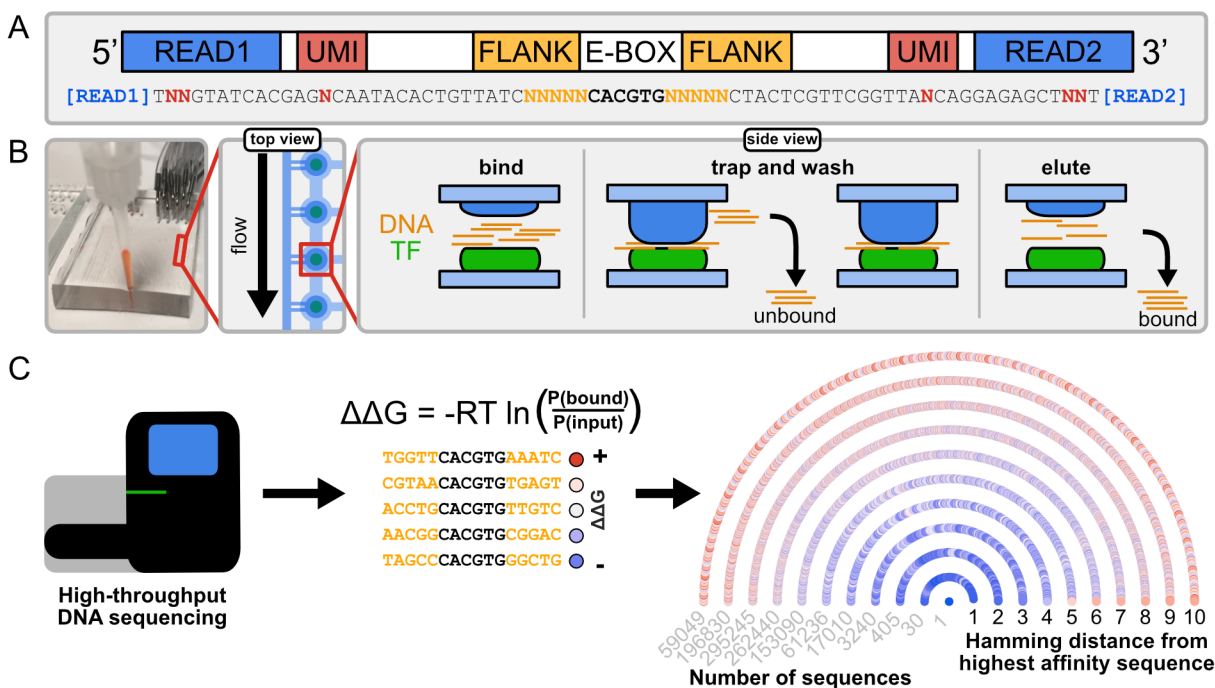 A
5' READ1 UMI FLANK E-BOX FLANK UMI READ2 3'
[READ1]TNNGTATCACGAGNCAATACACTGTTATCNNNNNCACGTGNNNNNCTACTCGTTCGGTTANCAGGAGAGCTNNT[READ2]
B
top view
flow
side view
bind
trap and wash
elute
DNA
TF
unbound
bound
C
High-throughput
DNA sequencing
ΔΔG = -RT ln(P(bound)/P(input))
TGGTTCACGTGAAATC
CGTAACACGTGTGAGT
ACCTGCACGTGTTGTC
AACGGCACGTGCGGAC
TAGCCCACGTGGGCTG
+
ΔΔG
-
59049 196830 295245 262440 153090 61236 17010 3240 405 30 1
1 2 3 4 5 6 7 8 9 10
Number of sequences
Hamming distance from
highest affinity sequence